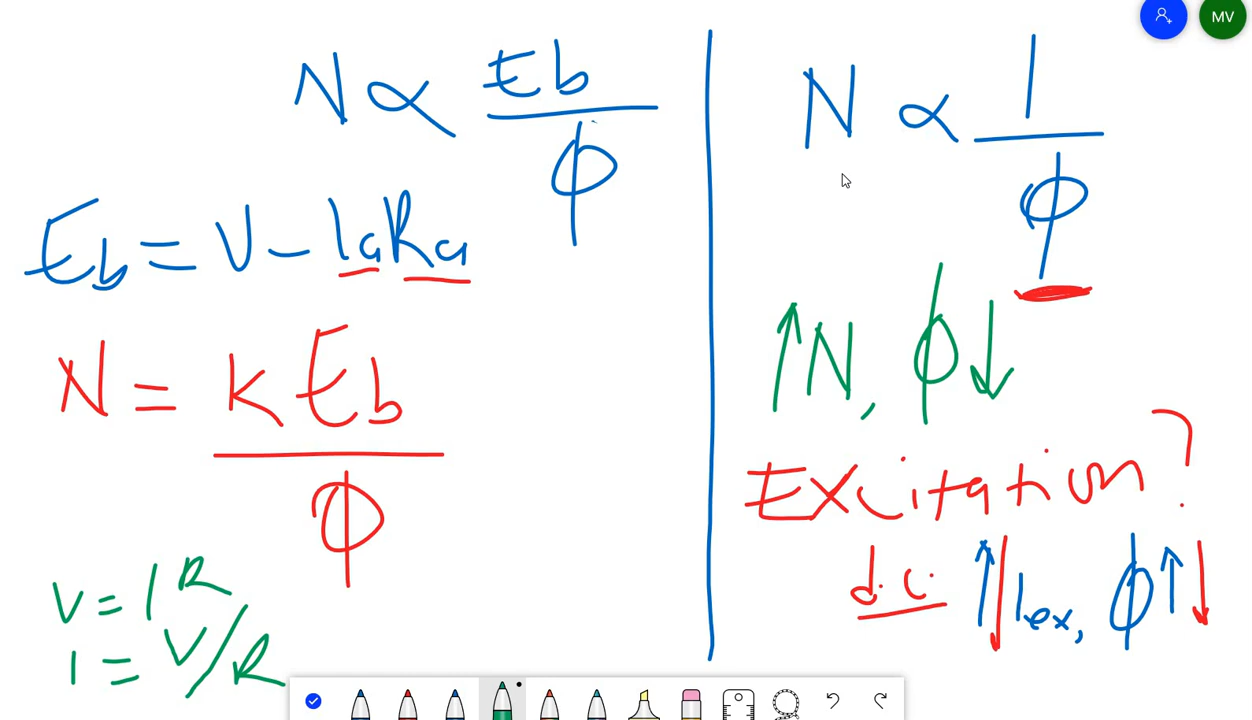 N ∝ Eb/ϕ
Eb = V − IaRa
N = KEb/ϕ
V = IR
I = V/R
N ∝ 1/ϕ
↑N, ϕ↓
Excitation?
d.c. ↑↓Iex, ϕ↑↓
MV